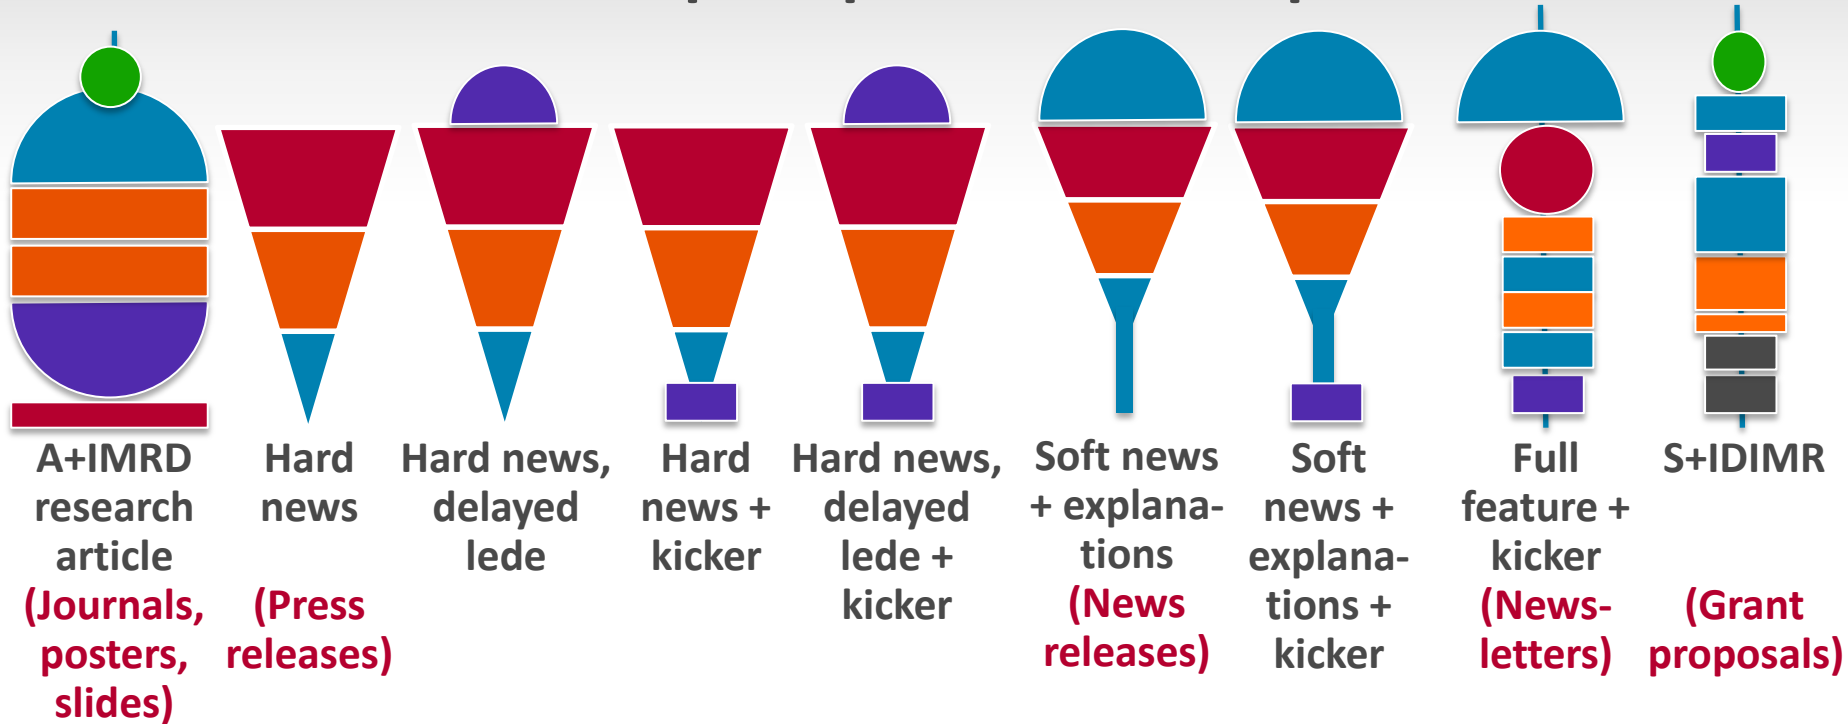 A+IMRD
research
article
(Journals,
posters,
slides)
Hard
news
(Press
releases)
Hard news,
delayed
lede
Hard
news +
kicker
Hard news,
delayed
lede +
kicker
Soft news
+ explana-
tions
(News
releases)
Soft
news +
explana-
tions +
kicker
Full
feature +
kicker
(News-
letters)
S+IDIMR
(Grant
proposals)